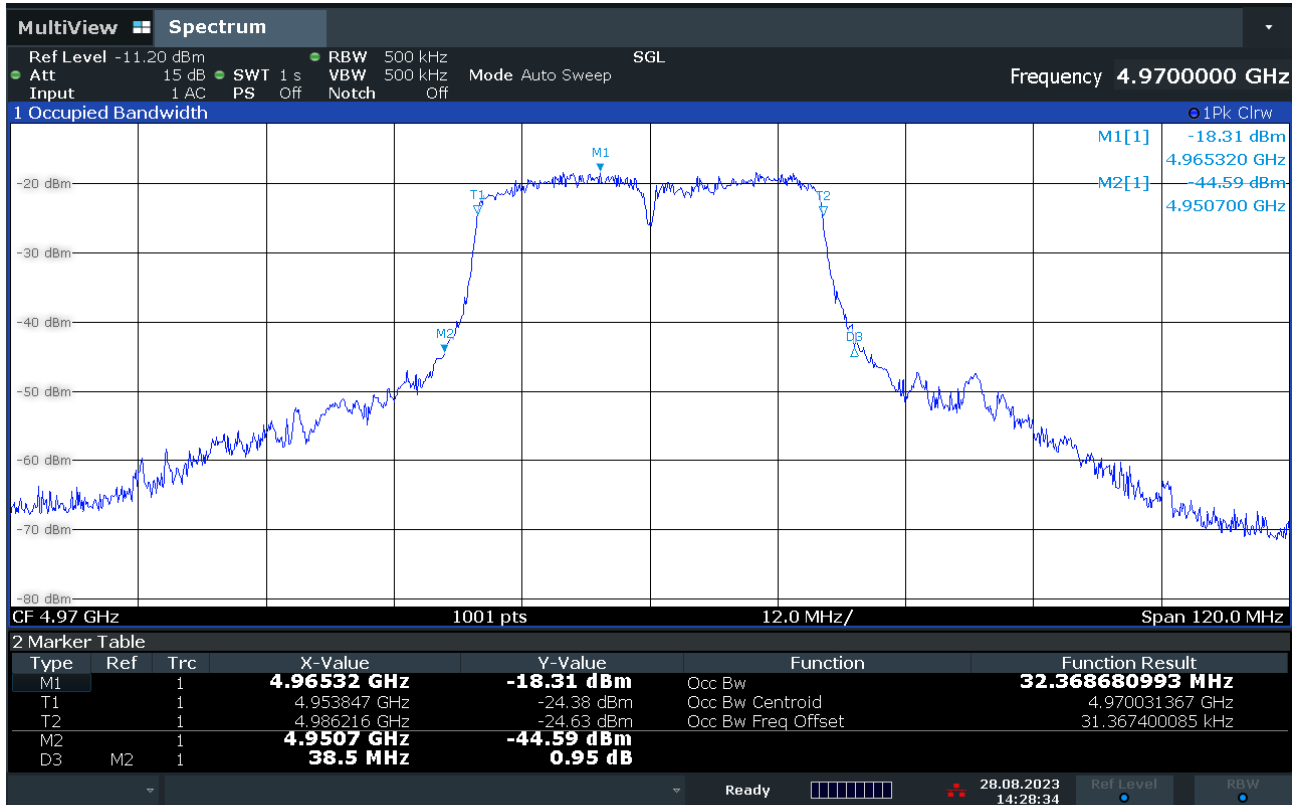 MultiView Spectrum
Ref Level -11.20 dBm RBW 500 kHz SGL
Att 15 dB SWT 1 s VBW 500 kHz Mode Auto Sweep Frequency 4.9700000 GHz
Input 1 AC PS Off Notch Off
1 Occupied Bandwidth 1Pk Clrw
M1[1] -18.31 dBm
4.965320 GHz
M2[1] -44.59 dBm
4.950700 GHz
M1
-20 dBm
T1 T2
-30 dBm
-40 dBm
M2 D3
-50 dBm
-60 dBm
-70 dBm
-80 dBm
CF 4.97 GHz 1001 pts 12.0 MHz/ Span 120.0 MHz
2 Marker Table
Type Ref Trc X-Value Y-Value Function Function Result
M1 1 4.96532 GHz -18.31 dBm Occ Bw 32.368680993 MHz
T1 1 4.953847 GHz -24.38 dBm Occ Bw Centroid 4.970031367 GHz
T2 1 4.986216 GHz -24.63 dBm Occ Bw Freq Offset 31.367400085 kHz
M2 1 4.9507 GHz -44.59 dBm
D3 M2 1 38.5 MHz 0.95 dB
Ready 28.08.2023 Ref Level RBW
14:28:34